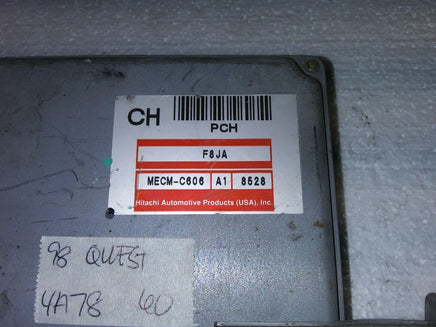 CH
PCH
F8JA
MECM-C606 A1 8528
Hitachi Automotive Products (USA), Inc.
98 QUEST
4A78 60